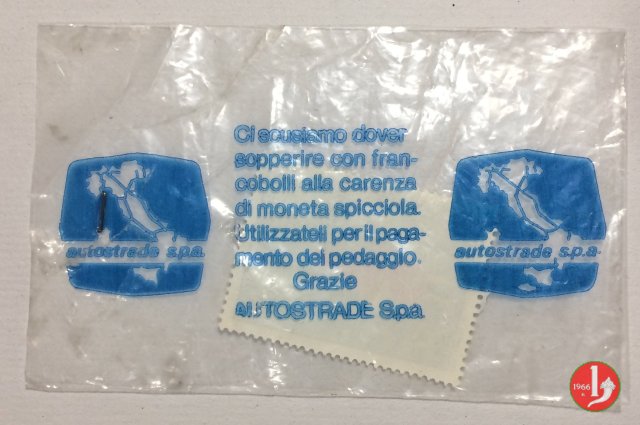 Ci scusiamo dover
sopperire con fran-
cobolli alla carenza
di moneta spicciola.
Utilizzateli per il paga-
mento del pedaggio.
Grazie
AUTOSTRADE S.p.a
autostrade s.p.a.
autostrade s.p.a.
1966